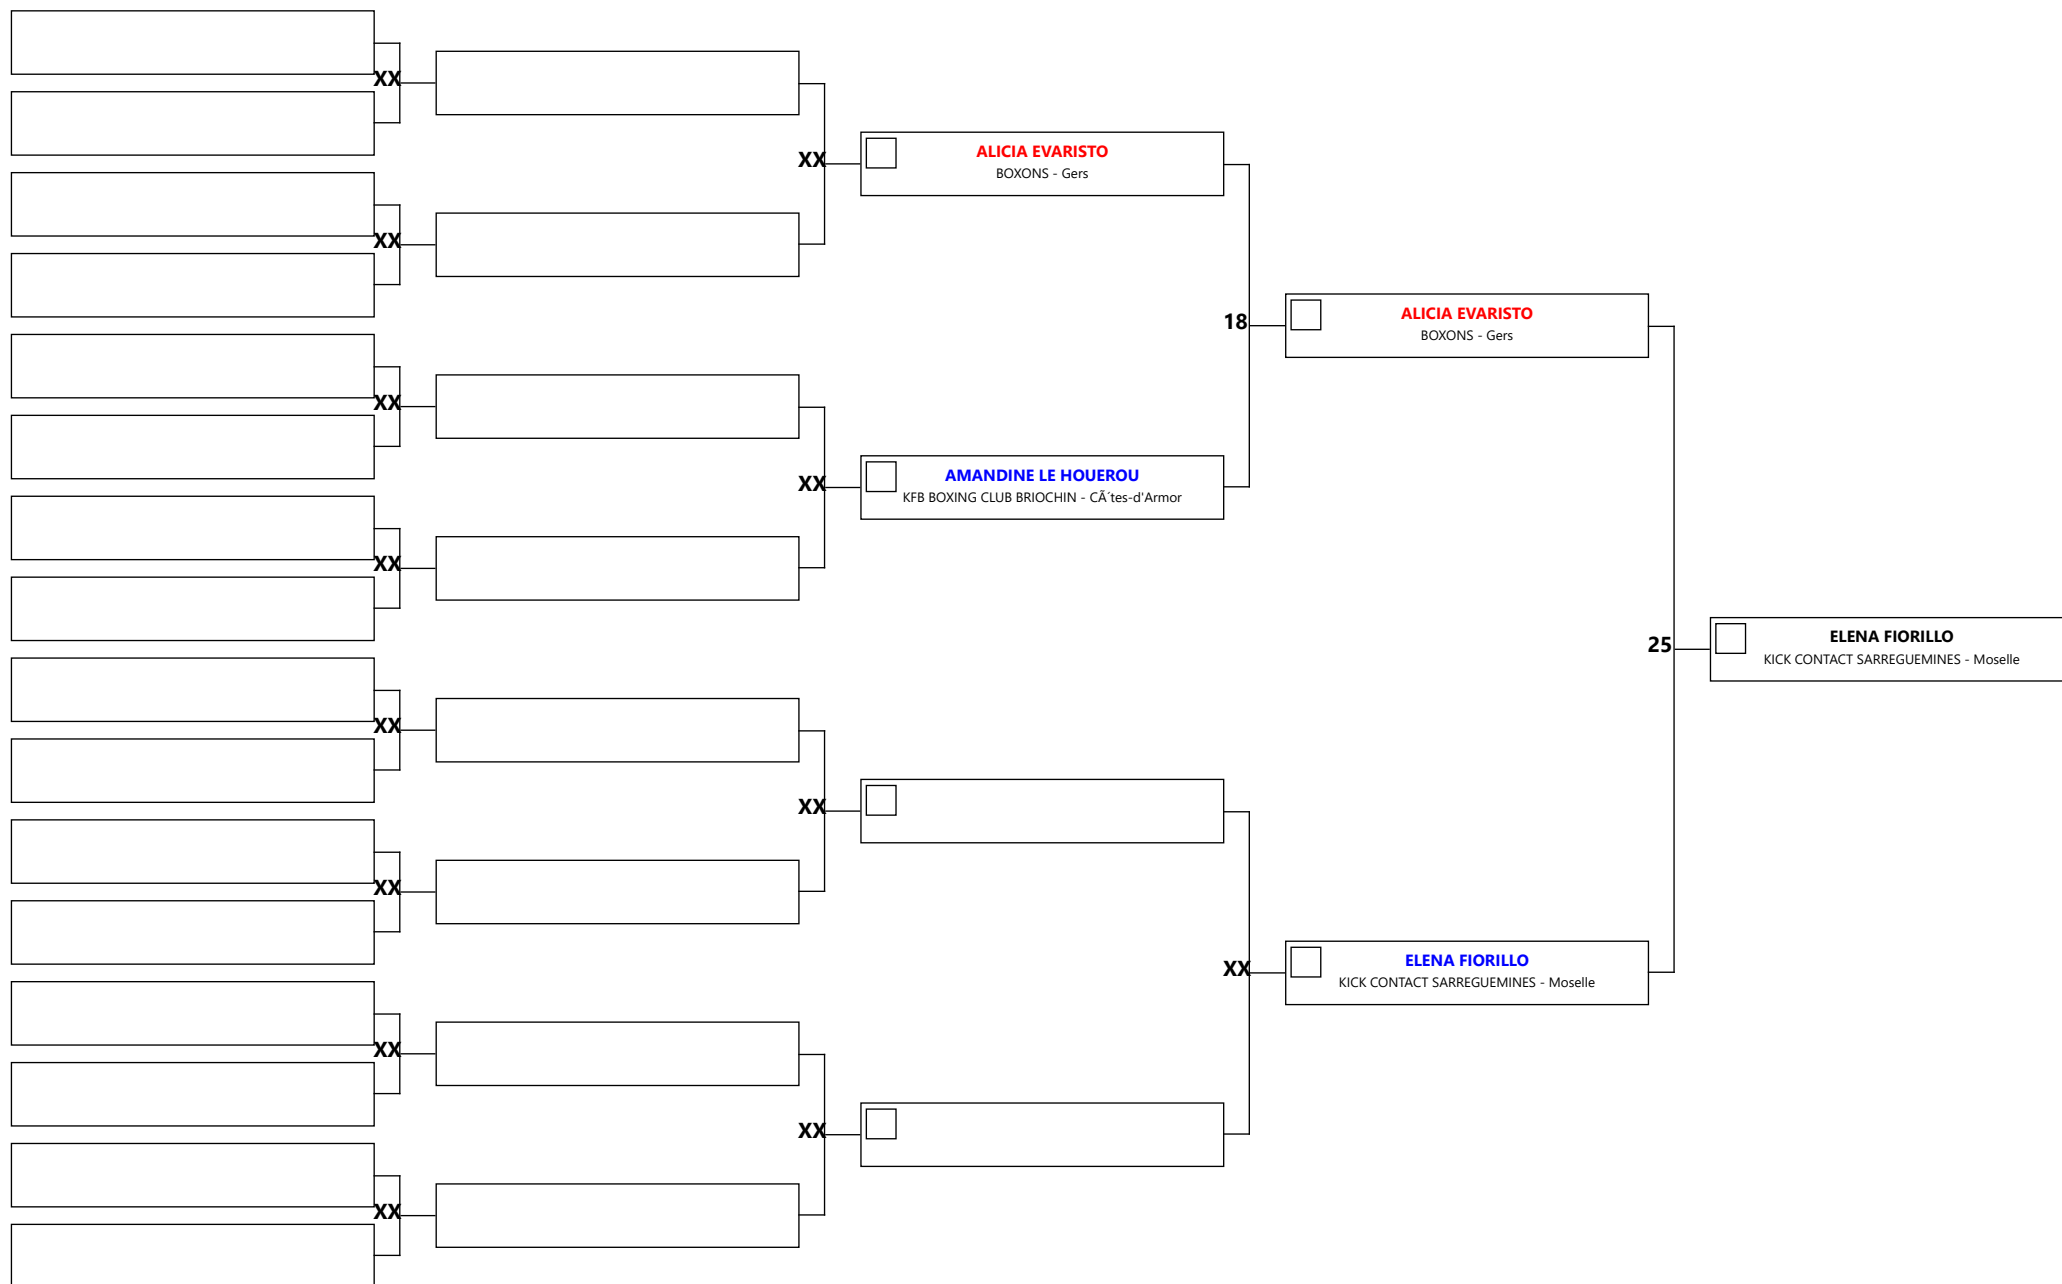 XX
XX
XX
XX
XX
XX
XX
XX
XX
XX
XX
XX
ALICIA EVARISTO
BOXONS - Gers
AMANDINE LE HOUEROU
KFB BOXING CLUB BRIOCHIN - CÃ´tes-d'Armor
18
XX
ALICIA EVARISTO
BOXONS - Gers
ELENA FIORILLO
KICK CONTACT SARREGUEMINES - Moselle
25
ELENA FIORILLO
KICK CONTACT SARREGUEMINES - Moselle